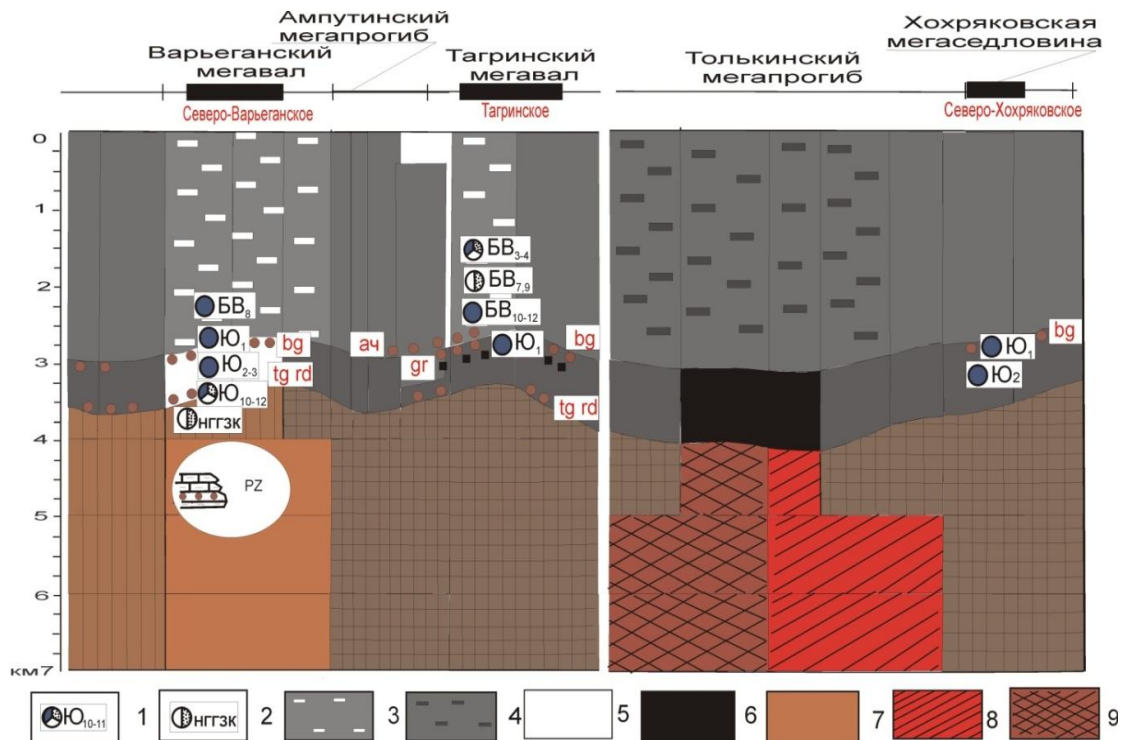 Ампутинский
мегапрогиб
Варьеганский
мегавал
Тагринский
мегавал
Толькинский
мегапрогиб
Хохряковская
мегаседловина
Северо-Варьеганское
Тагринское
Северо-Хохряковское
0
1
2
3
4
5
6
км7
БВ8
Ю1
Ю2-3
Ю10-12
НГГЗК
bg
tg rd
PZ
ач
gr
БВ3-4
БВ7,9
БВ10-12
Ю1
bg
tg rd
Ю1
Ю2
bg
Ю10-11 1 НГГЗК 2 3 4 5 6 7 8 9